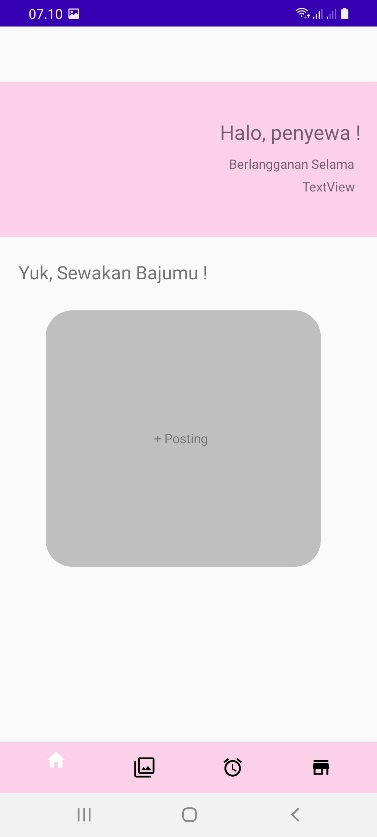 07.10
Halo, penyewa !
Berlangganan Selama
TextView
Yuk, Sewakan Bajumu !
+ Posting